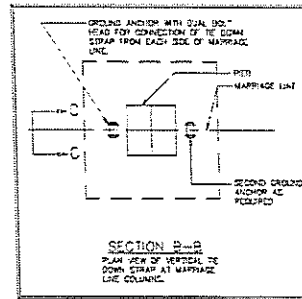 GROUND ANCHOR WITH DUAL BOLT
HEAD FOR CONNECTION OF TIE DOWN
STRAP FROM EACH SIDE OF MARRIAGE
LINE.
PIER
MARRIAGE LINE
C
C
SECOND GROUND
ANCHOR AS
REQUIRED
SECTION B-B
PLAN VIEW OF VERTICAL TIE
DOWN STRAP AT MARRIAGE
LINE COLUMNS.